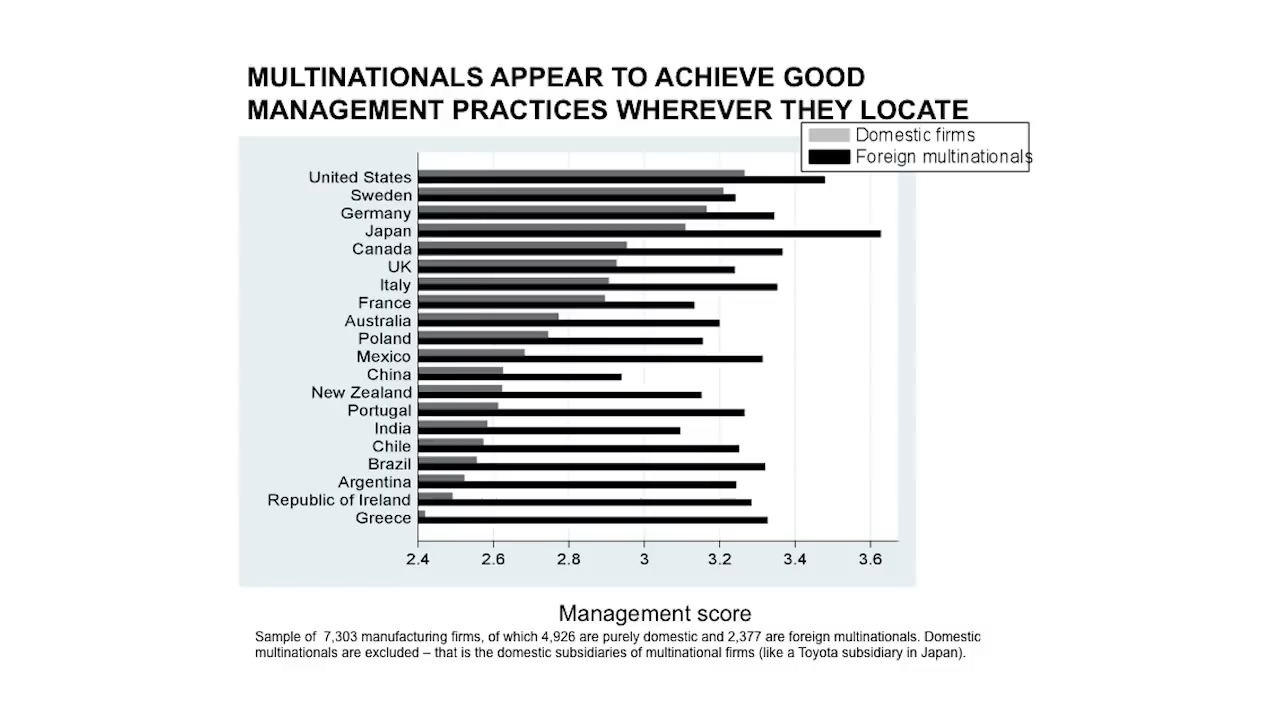 MULTINATIONALS APPEAR TO ACHIEVE GOOD
MANAGEMENT PRACTICES WHEREVER THEY LOCATE
Domestic firms
Foreign multinationals
United States
Sweden
Germany
Japan
Canada
UK
Italy
France
Australia
Poland
Mexico
China
New Zealand
Portugal
India
Chile
Brazil
Argentina
Republic of Ireland
Greece
2.4 2.6 2.8 3 3.2 3.4 3.6
Management score
Sample of 7,303 manufacturing firms, of which 4,926 are purely domestic and 2,377 are foreign multinationals. Domestic
multinationals are excluded – that is the domestic subsidiaries of multinational firms (like a Toyota subsidiary in Japan).